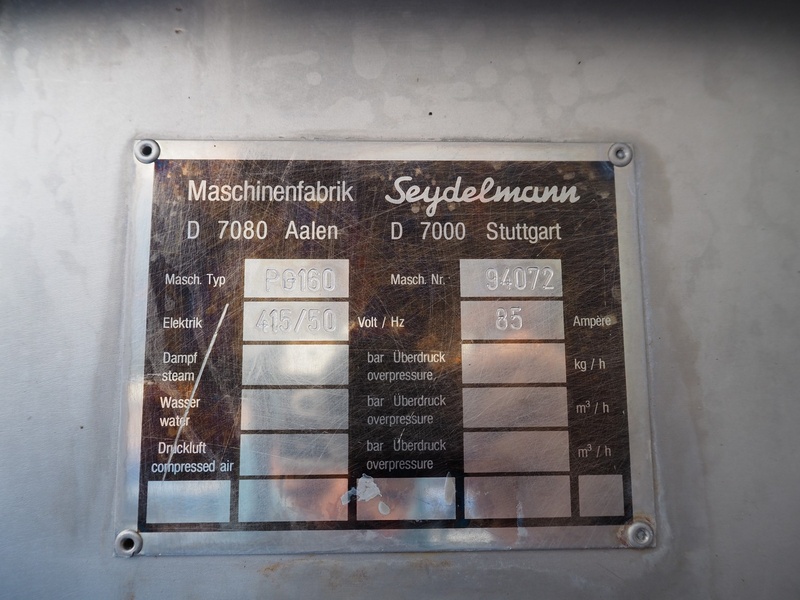 Maschinenfabrik Seydelmann
D 7080 Aalen D 7000 Stuttgart
Masch. Typ PG160 Masch. Nr. 94072
Elektrik 415/50 Volt / Hz 85 Ampère
Dampf bar Überdruck
steam overpressure kg / h
Wasser bar Überdruck
water overpressure m³ / h
Druckluft bar Überdruck
compressed air overpressure m³ / h